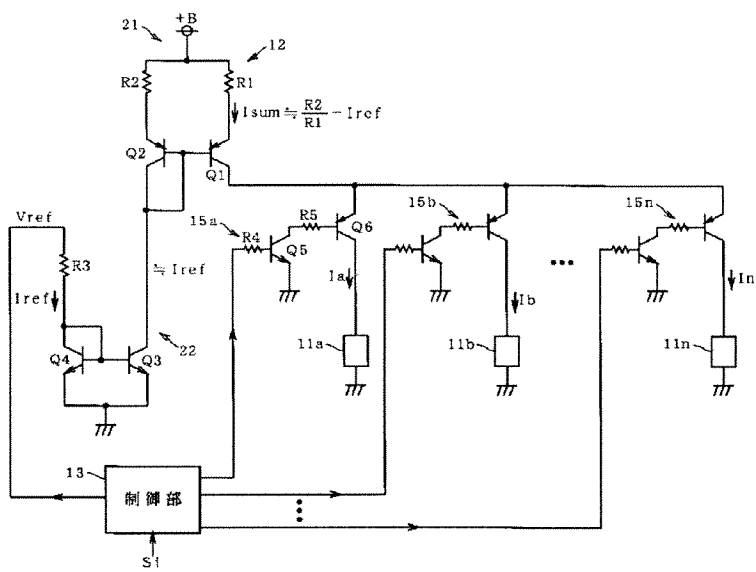 +B
21
12
R2
R1
Isum≒R2/R1-Iref
Q2
Q1
Vref
15a
R5
Q6
15b
15n
R4
Q5
R3
≒Iref
Iref
Ia
Ib
In
•••
Q4
Q3
22
11a
11b
11n
13
制御部
Si